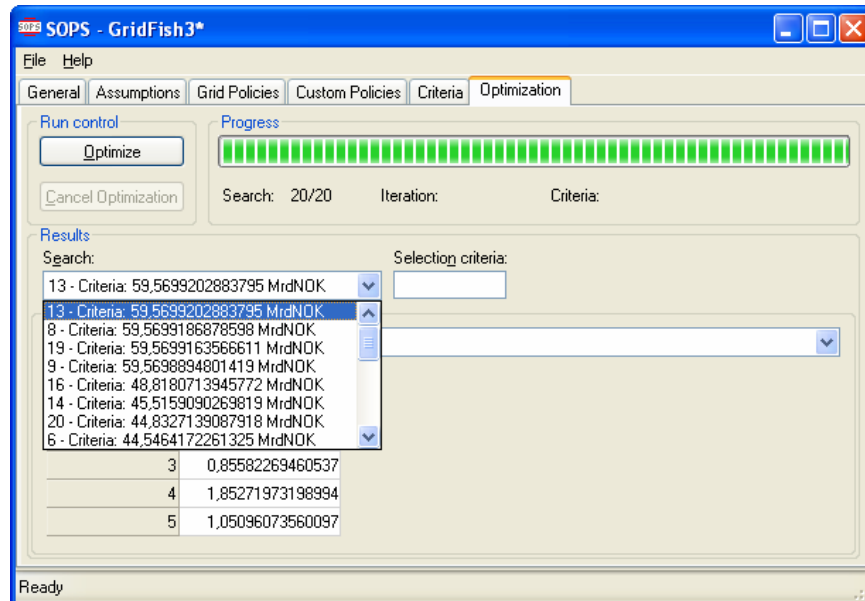 SOPS SOPS - GridFish3*
File Help
General Assumptions Grid Policies Custom Policies Criteria Optimization
Run control Progress
Optimize
Cancel Optimization Search: 20/20 Iteration: Criteria:
Results
Search: Selection criteria:
13 - Criteria: 59,5699202883795 MrdNOK
13 - Criteria: 59,5699202883795 MrdNOK
8 - Criteria: 59,5699186878598 MrdNOK
19 - Criteria: 59,5699163566611 MrdNOK
9 - Criteria: 59,5698894801419 MrdNOK
16 - Criteria: 48,8180713945772 MrdNOK
14 - Criteria: 45,5159090269819 MrdNOK
20 - Criteria: 44,8327139087918 MrdNOK
6 - Criteria: 44,5464172261325 MrdNOK
3 0,85582269460537
4 1,85271973198994
5 1,05096073560097
Ready